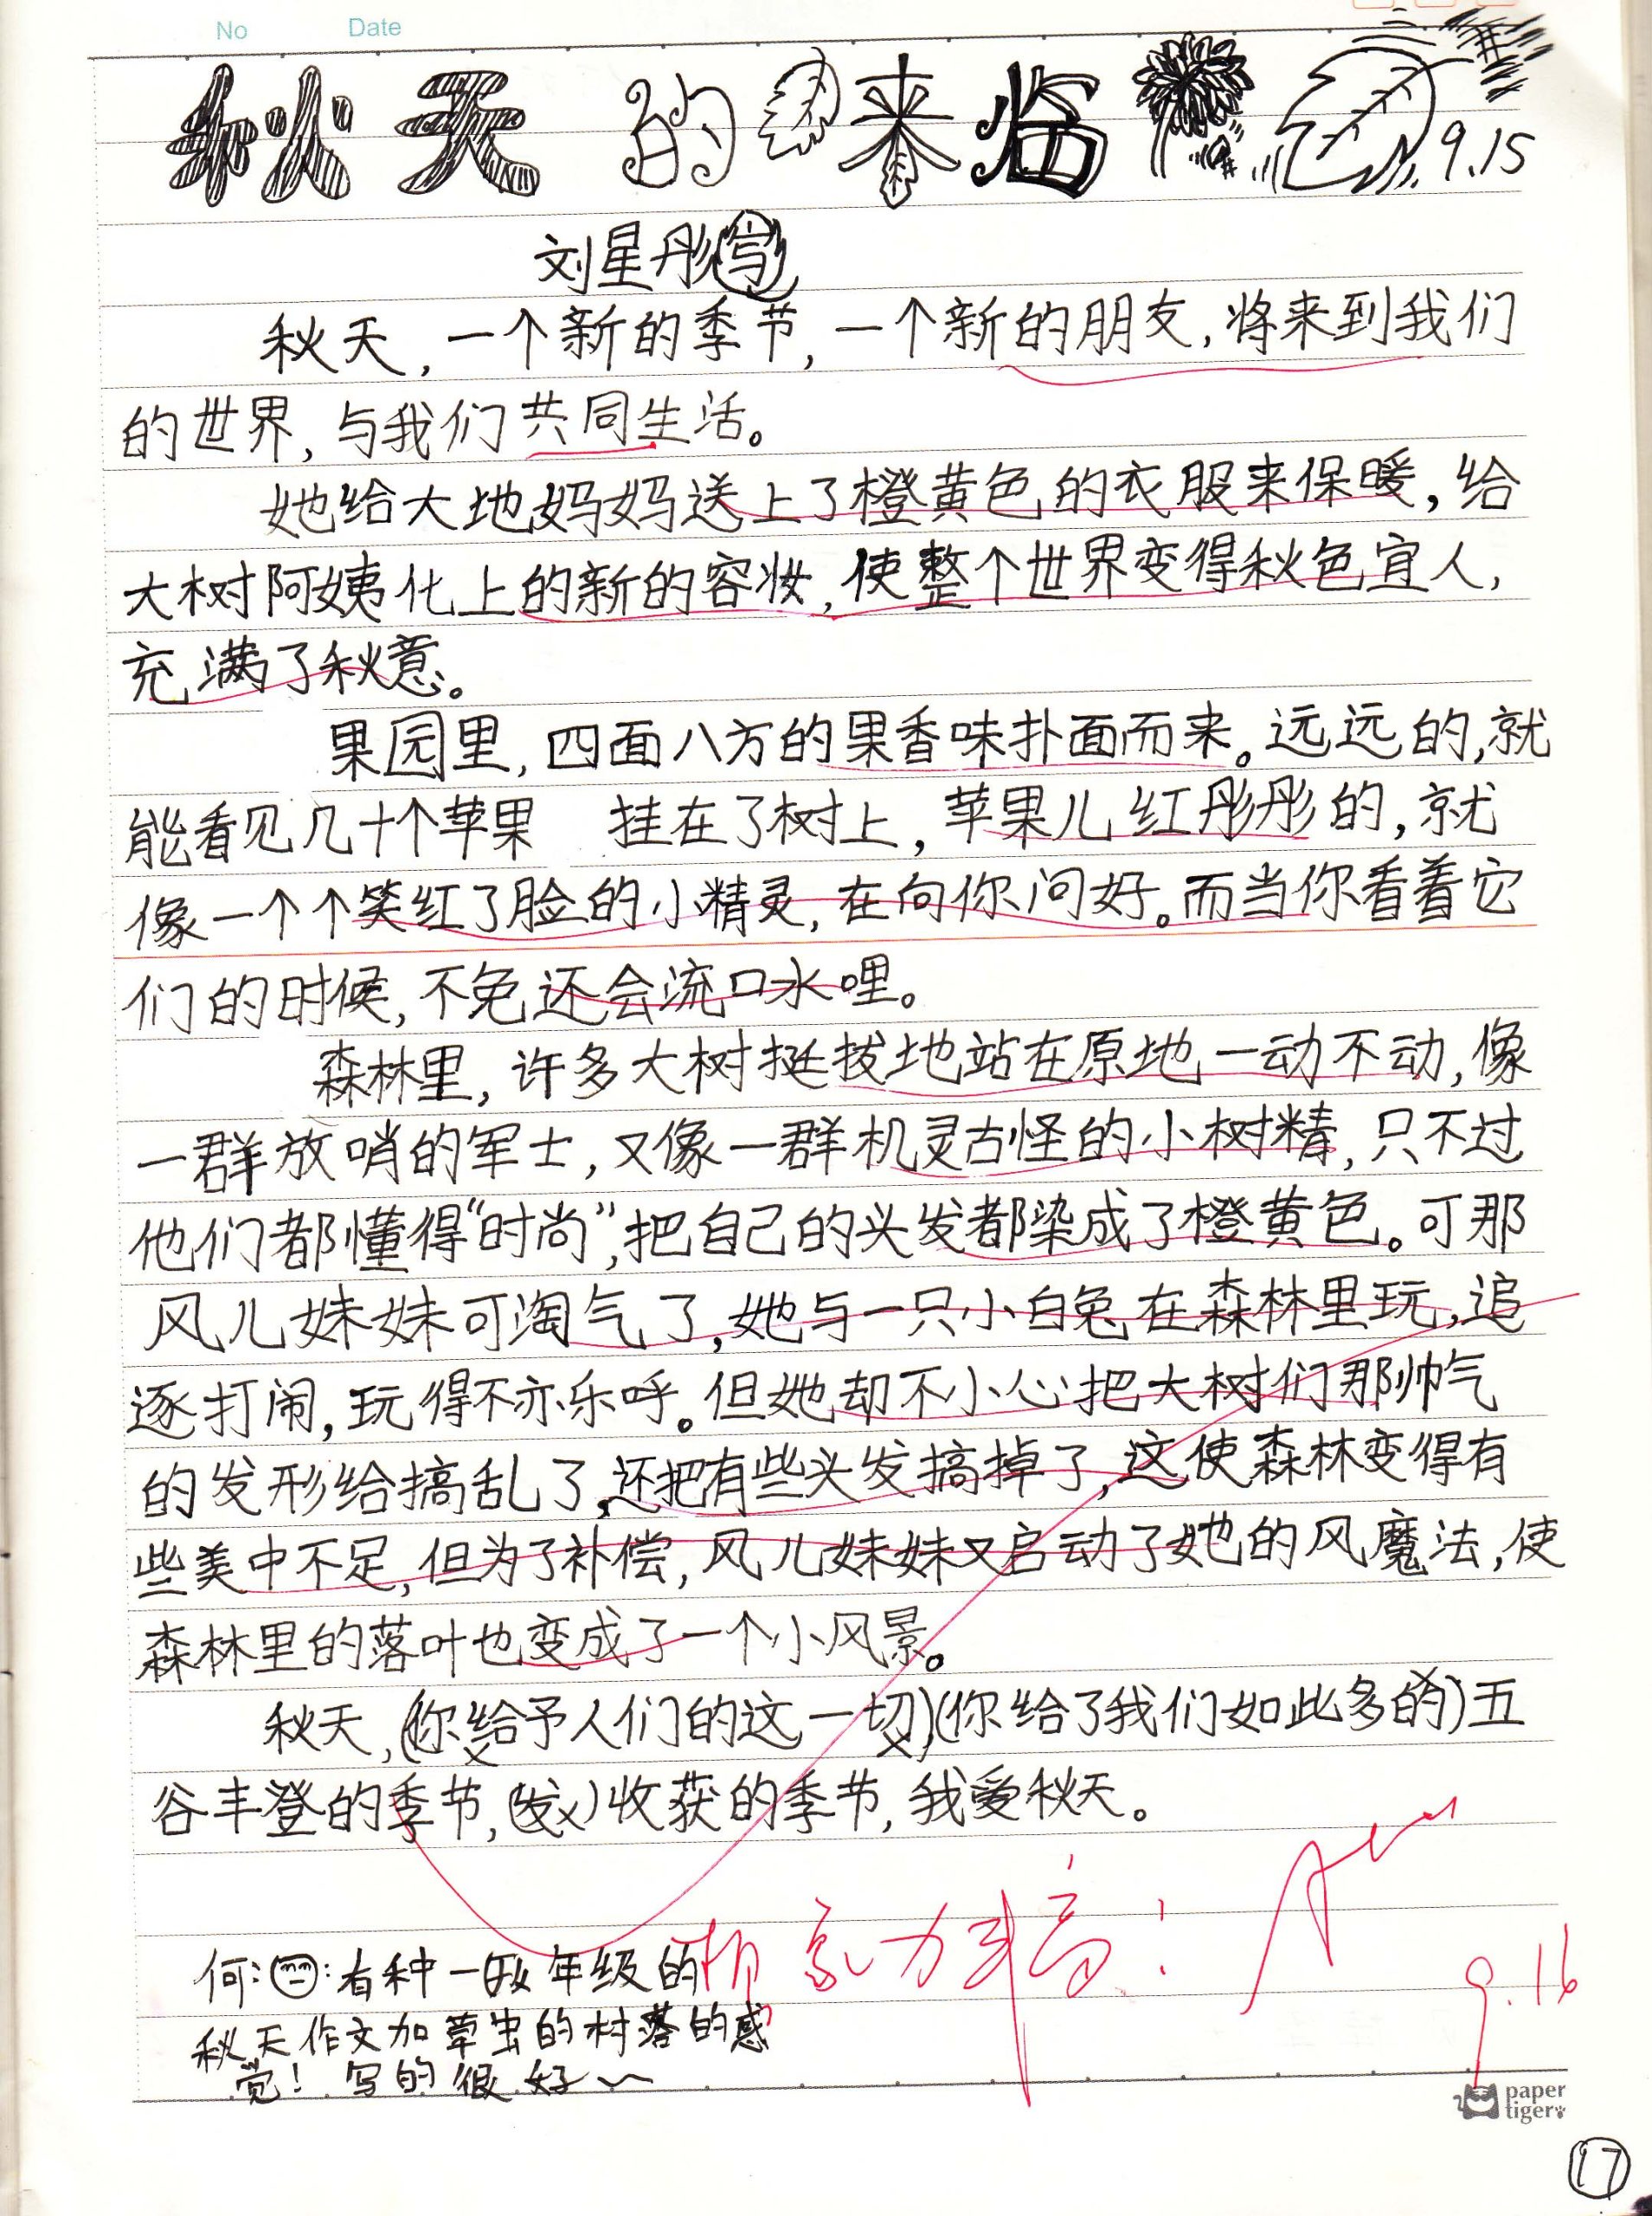 No Date
秋天的来临 9.15
刘星彤写
秋天，一个新的季节，一个新的朋友，将来到我们
的世界，与我们共同生活。
她给大地妈妈送上了橙黄色的衣服来保暖，给
大树阿姨化上的新的容妆，使整个世界变得秋色宜人，
充满了秋意。
果园里，四面八方的果香味扑面而来。远远的，就
能看见几十个苹果 挂在了树上，苹果儿红彤彤的，就
像一个个笑红了脸的小精灵，在向你问好。而当你看着它
们的时候，不免还会流口水哩。
森林里，许多大树挺拔地站在原地一动不动，像
一群放哨的军士，又像一群机灵古怪的小树精，只不过
他们都懂得“时尚”，把自己的头发都染成了橙黄色。可那
风儿妹妹可淘气了，她与一只小白兔在森林里玩，追
逐打闹，玩得不亦乐呼。但她却不小心把大树们那帅气
的发形给搞乱了，还把有些头发搞掉了，这使森林变得有
些美中不足，但为了补偿，风儿妹妹又启动了她的风魔法，使
森林里的落叶也变成了一个小风景。
秋天，(你给予人们的这一切)(你给了我们如此多的)五
谷丰登的季节，(发)收获的季节，我爱秋天。
何：有种一年级的
秋天作文加草虫的村落的感
觉！写的很好～
想象力丰富！ A
9.16
paper
tiger
17